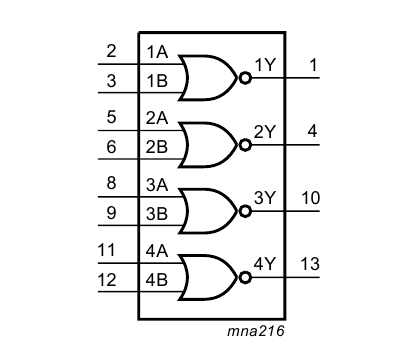 2 1A 1Y 1
3 1B
5 2A 2Y 4
6 2B
8 3A 3Y 10
9 3B
11 4A 4Y 13
12 4B
mna216